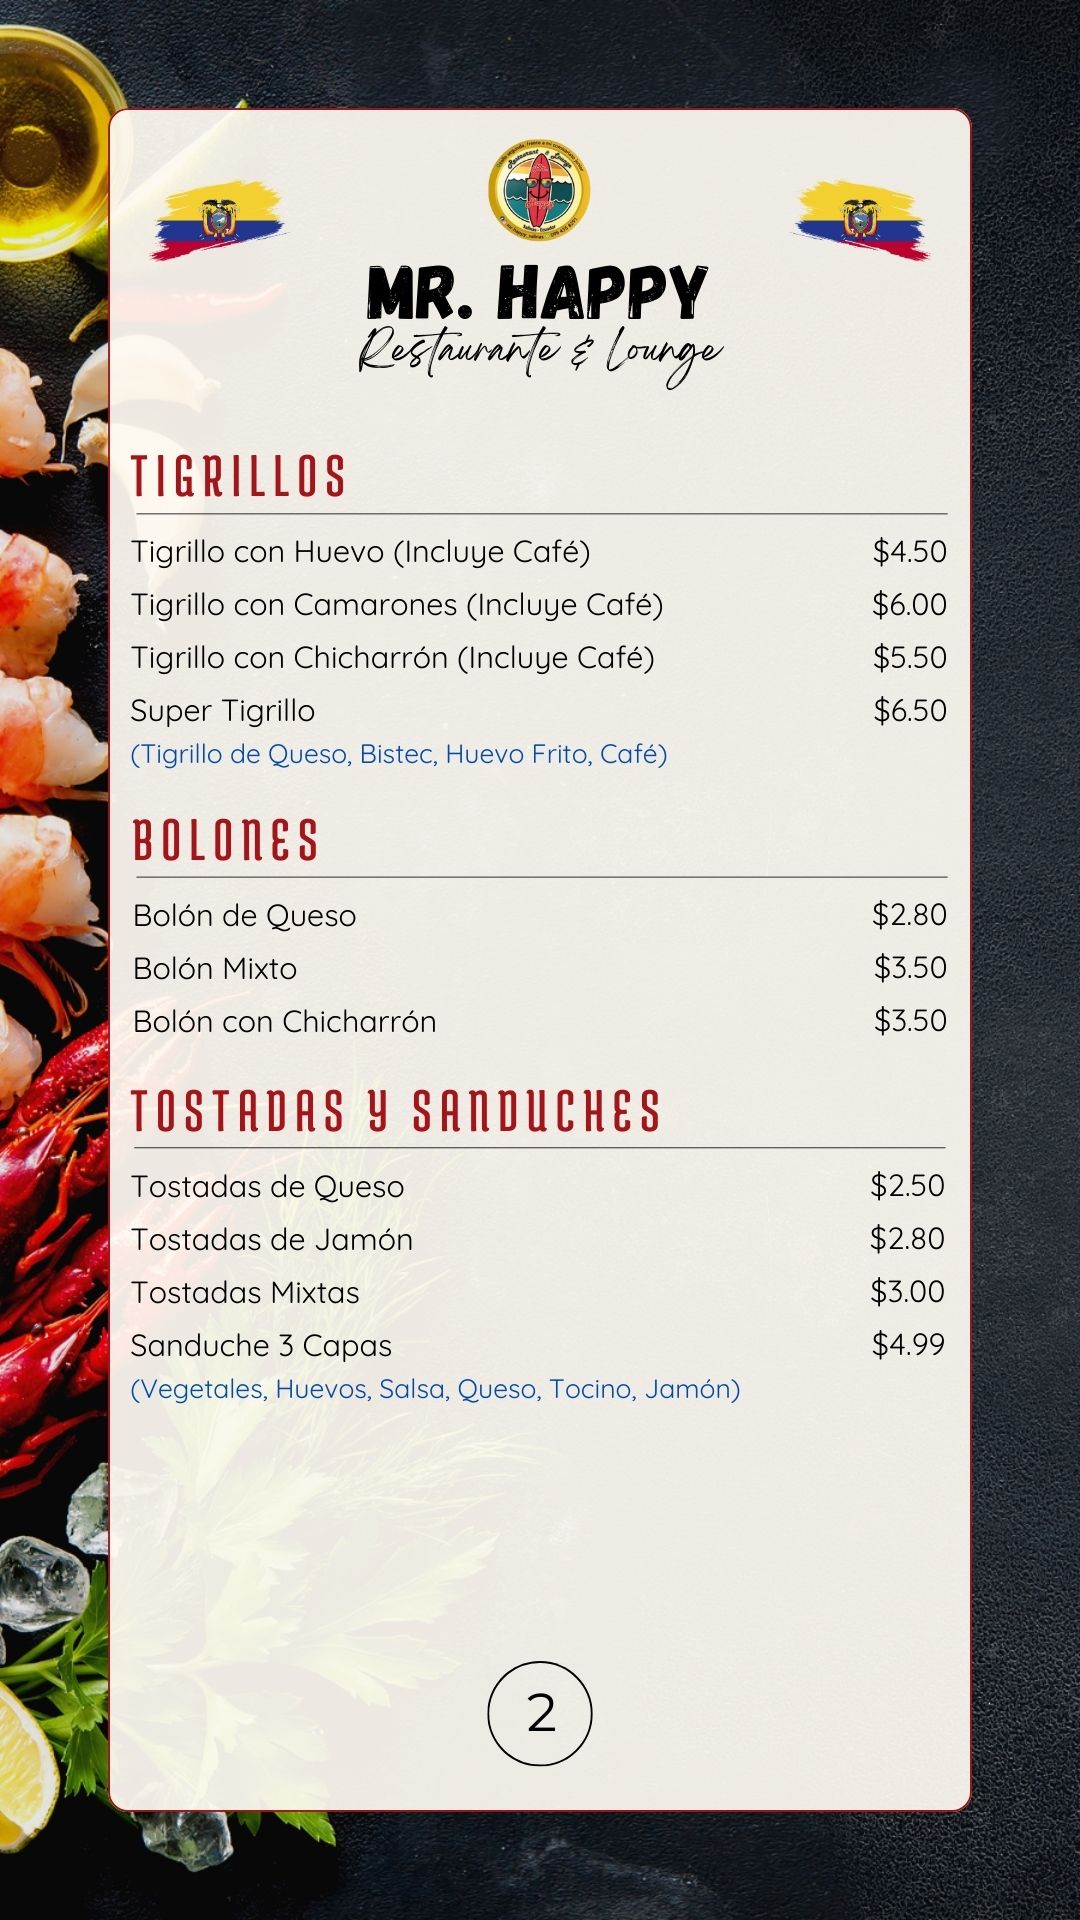 Restaurant & Lounge
Salinas - Ecuador
MR. HAPPY
Restaurante & Lounge
TIGRILLOS
Tigrillo con Huevo (Incluye Café) $4.50
Tigrillo con Camarones (Incluye Café) $6.00
Tigrillo con Chicharrón (Incluye Café) $5.50
Super Tigrillo $6.50
(Tigrillo de Queso, Bistec, Huevo Frito, Café)
BOLONES
Bolón de Queso $2.80
Bolón Mixto $3.50
Bolón con Chicharrón $3.50
TOSTADAS Y SANDUCHES
Tostadas de Queso $2.50
Tostadas de Jamón $2.80
Tostadas Mixtas $3.00
Sanduche 3 Capas $4.99
(Vegetales, Huevos, Salsa, Queso, Tocino, Jamón)
2